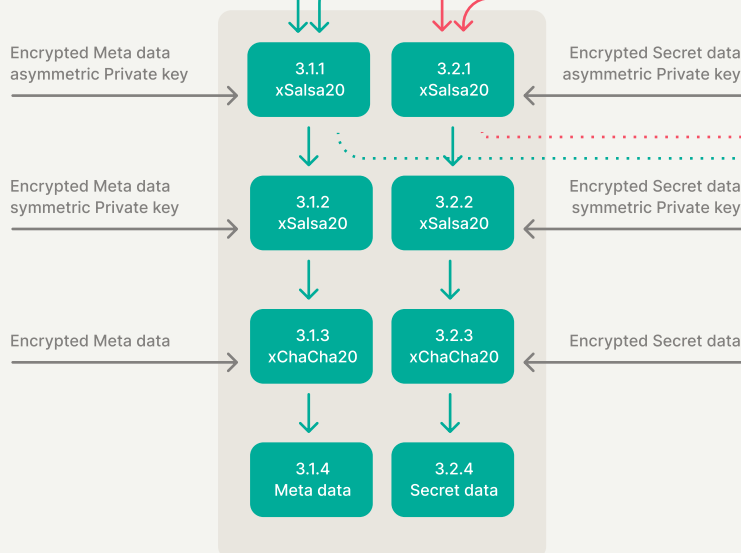 Encrypted Meta data
asymmetric Private key
3.1.1
xSalsa20
3.2.1
xSalsa20
Encrypted Secret data
asymmetric Private key
Encrypted Meta data
symmetric Private key
3.1.2
xSalsa20
3.2.2
xSalsa20
Encrypted Secret data
symmetric Private key
Encrypted Meta data
3.1.3
xChaCha20
3.2.3
xChaCha20
Encrypted Secret data
3.1.4
Meta data
3.2.4
Secret data